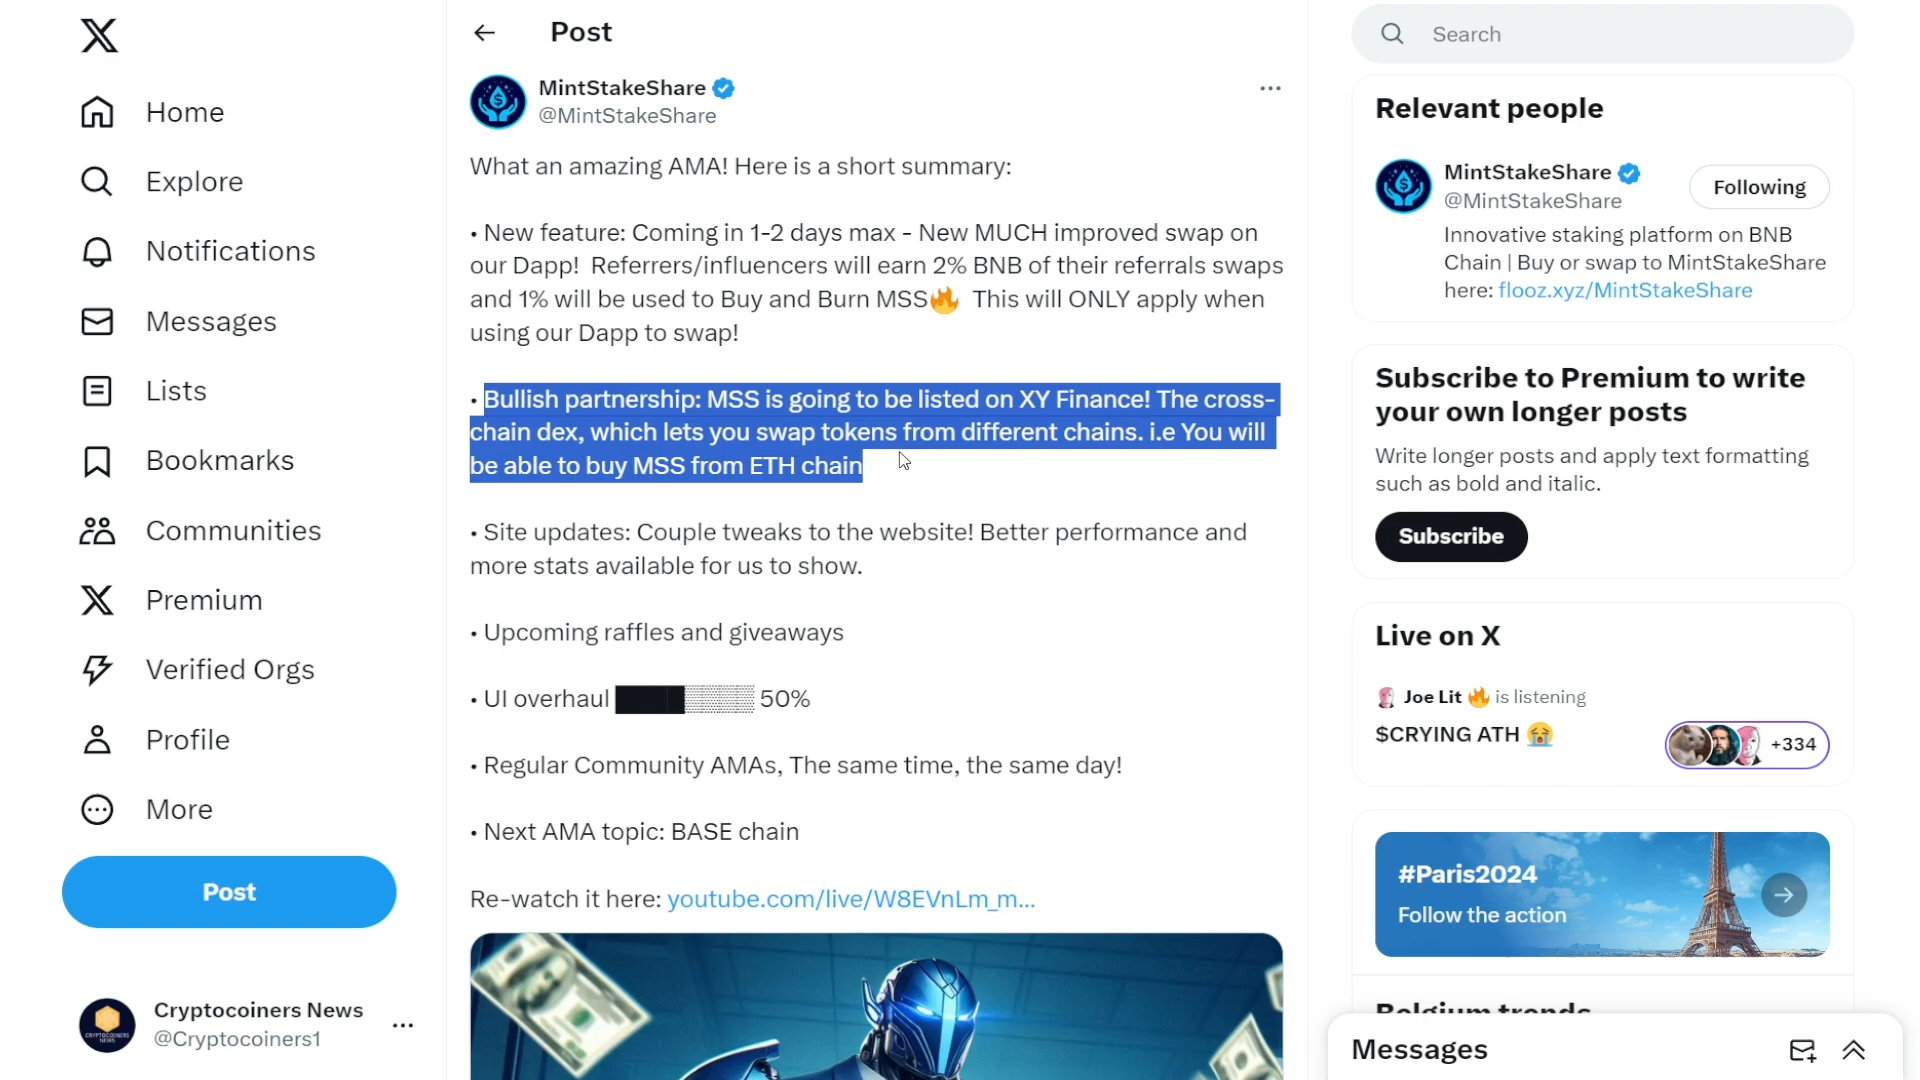 Home
Explore
Notifications
Messages
Lists
Bookmarks
Communities
Premium
Verified Orgs
Profile
More
Post
Cryptocoiners News
@Cryptocoiners1
Post
MintStakeShare
@MintStakeShare
What an amazing AMA! Here is a short summary:
• New feature: Coming in 1-2 days max - New MUCH improved swap on
our Dapp! Referrers/influencers will earn 2% BNB of their referrals swaps
and 1% will be used to Buy and Burn MSS🔥 This will ONLY apply when
using our Dapp to swap!
• Bullish partnership: MSS is going to be listed on XY Finance! The cross-
chain dex, which lets you swap tokens from different chains. i.e You will
be able to buy MSS from ETH chain
• Site updates: Couple tweaks to the website! Better performance and
more stats available for us to show.
• Upcoming raffles and giveaways
• UI overhaul █████▒▒▒▒▒ 50%
• Regular Community AMAs, The same time, the same day!
• Next AMA topic: BASE chain
Re-watch it here: youtube.com/live/W8EVnLm_m...
Search
Relevant people
MintStakeShare
@MintStakeShare
Following
Innovative staking platform on BNB
Chain | Buy or swap to MintStakeShare
here: flooz.xyz/MintStakeShare
Subscribe to Premium to write
your own longer posts
Write longer posts and apply text formatting
such as bold and italic.
Subscribe
Live on X
Joe Lit 🔥 is listening
$CRYING ATH 😭
+334
#Paris2024
Follow the action
Belgium trends
Messages